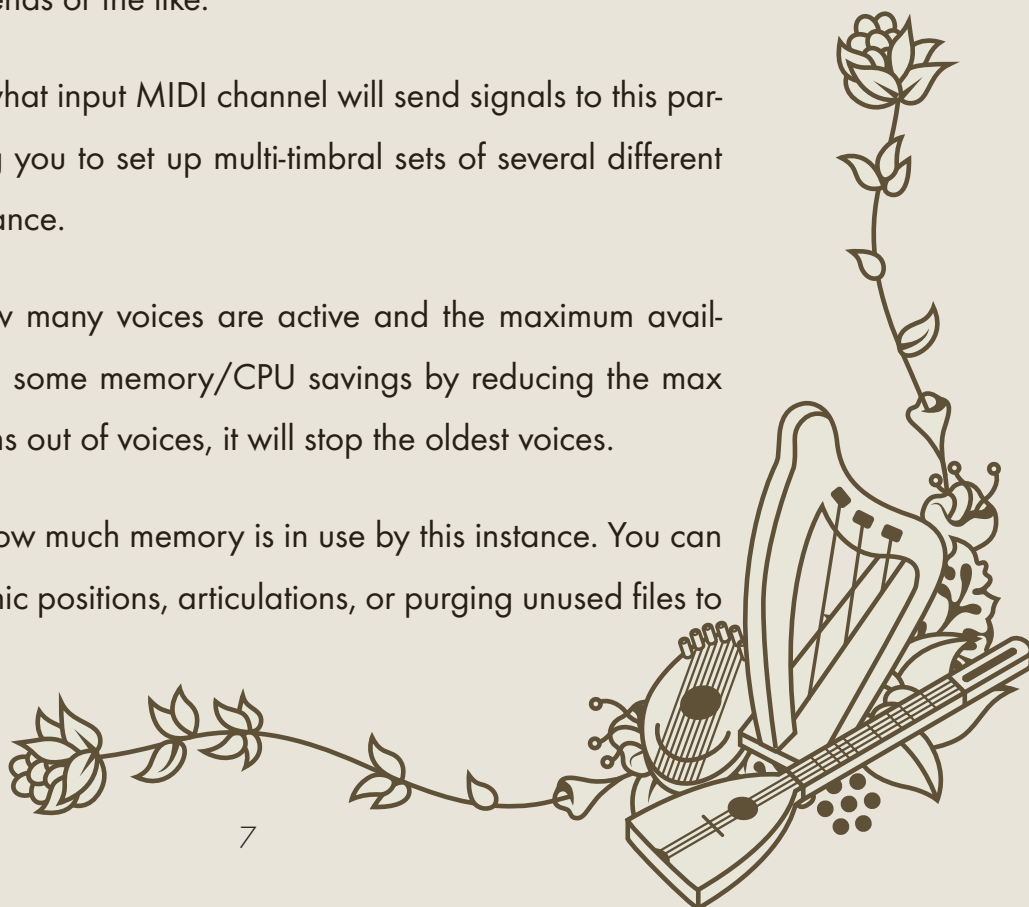 or the like.
what input MIDI channel will send signals to this par-
you to set up multi-timbral sets of several different
ance.
many voices are active and the maximum avail-
some memory/CPU savings by reducing the max
ns out of voices, it will stop the oldest voices.
ow much memory is in use by this instance. You can
nic positions, articulations, or purging unused files to
7